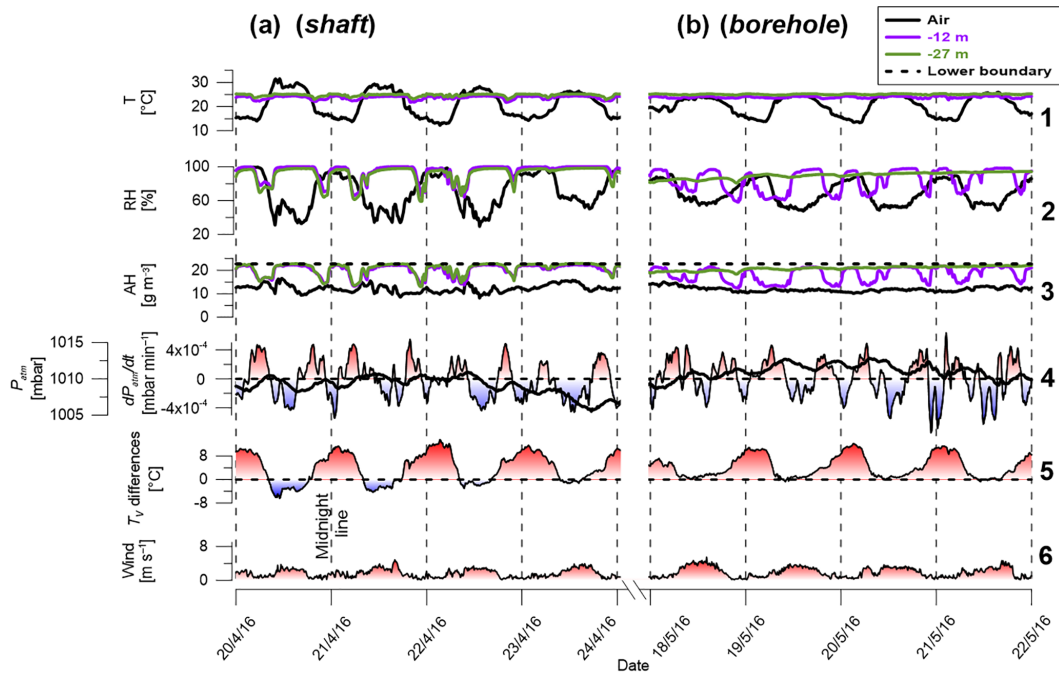 (a) (shaft)
(b) (borehole)
Air
-12 m
-27 m
Lower boundary
T
[°C]
30
20
10
1
RH
[%]
100
60
20
2
AH
[g m⁻³]
20
10
0
3
Patm
[mbar]
1015
1010
1005
dPatm/dt
[mbar min⁻¹]
4x10⁻⁴
0
-4x10⁻⁴
4
TV differences
[°C]
8
0
-8
5
Midnight
line
Wind
[m s⁻¹]
8
0
6
20/4/16
21/4/16
22/4/16
23/4/16
24/4/16
18/5/16
19/5/16
20/5/16
21/5/16
22/5/16
Date